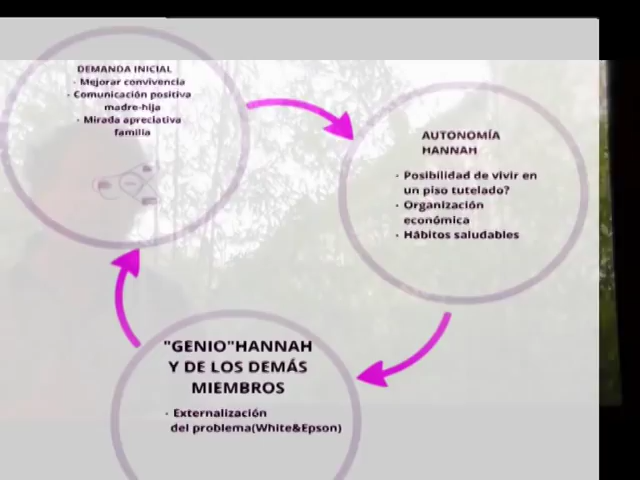 DEMANDA INICIAL
· Mejorar convivencia
· Comunicación positiva
madre-hija
· Mirada apreciativa
familia
AUTONOMÍA
HANNAH
· Posibilidad de vivir en
un piso tutelado?
· Organización
económica
· Hábitos saludables
"GENIO"HANNAH
Y DE LOS DEMÁS
MIEMBROS
· Externalización
del problema(White&Epson)